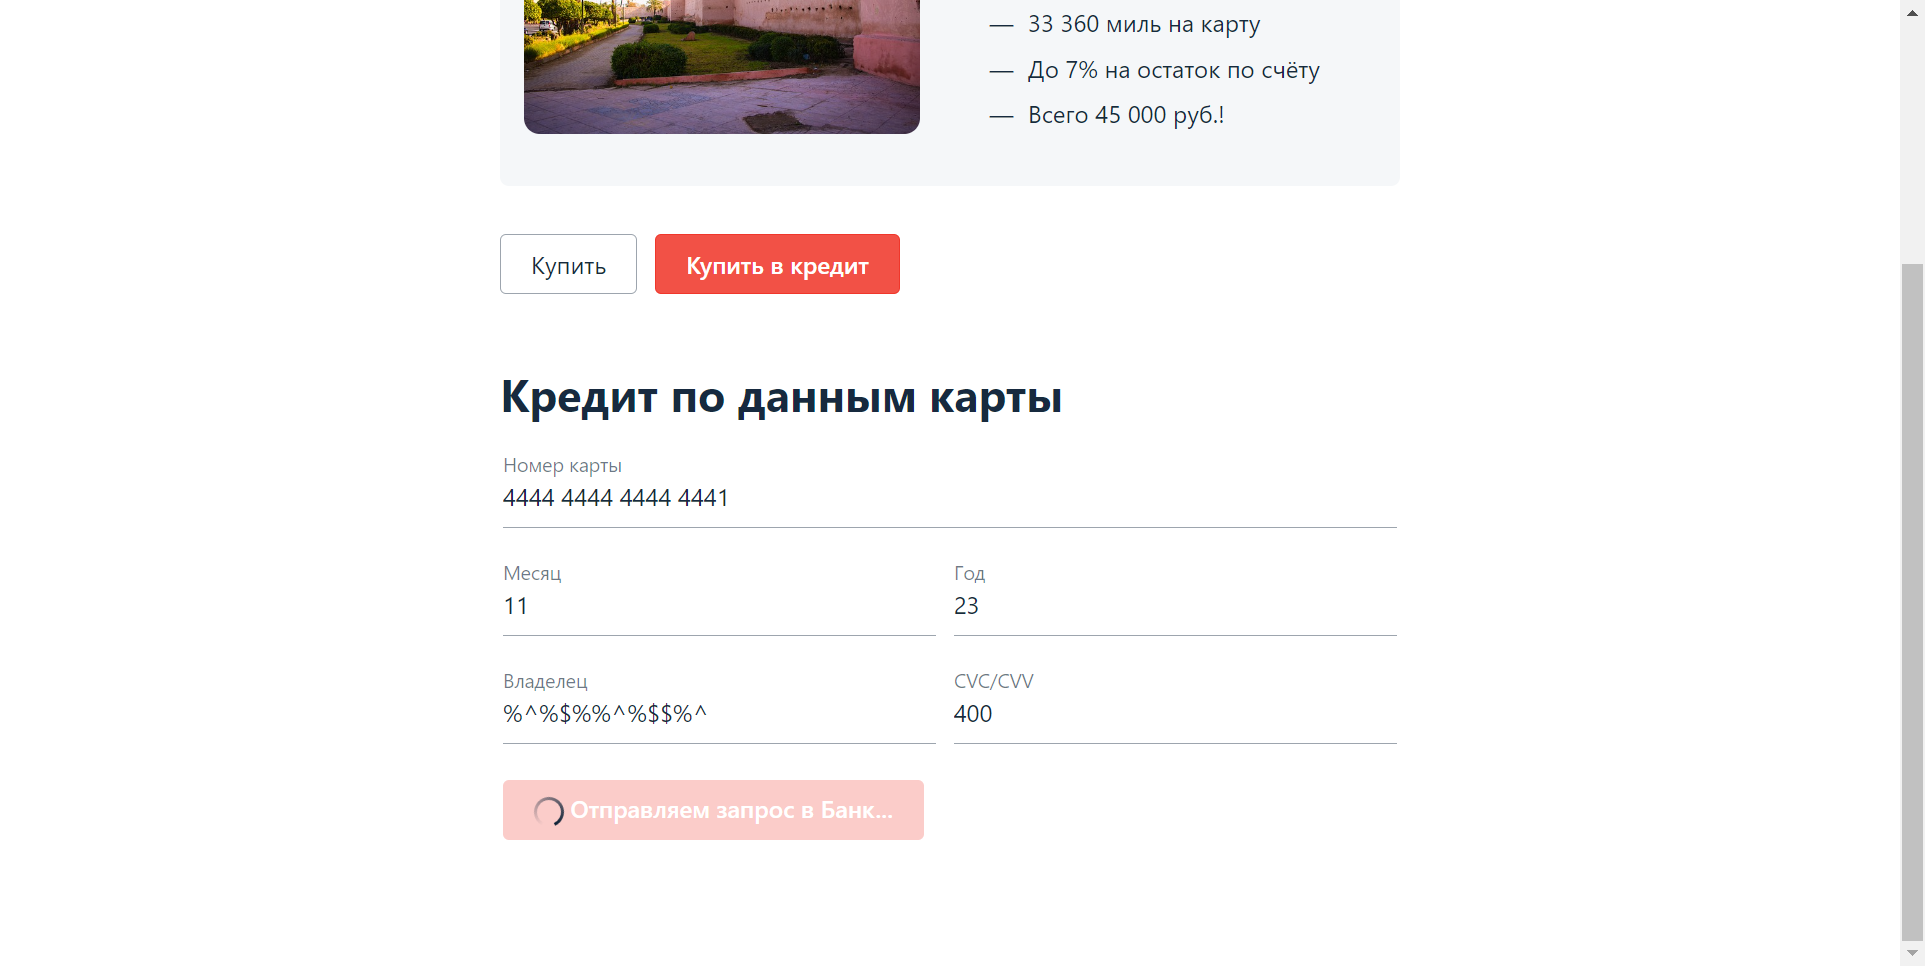 — 33 360 миль на карту
— До 7% на остаток по счёту
— Всего 45 000 руб.!
Купить
Купить в кредит
Кредит по данным карты
Номер карты
4444 4444 4444 4441
Месяц
Год
11
23
Владелец
CVC/CVV
%^%$%%^%$$%^
400
Отправляем запрос в Банк...